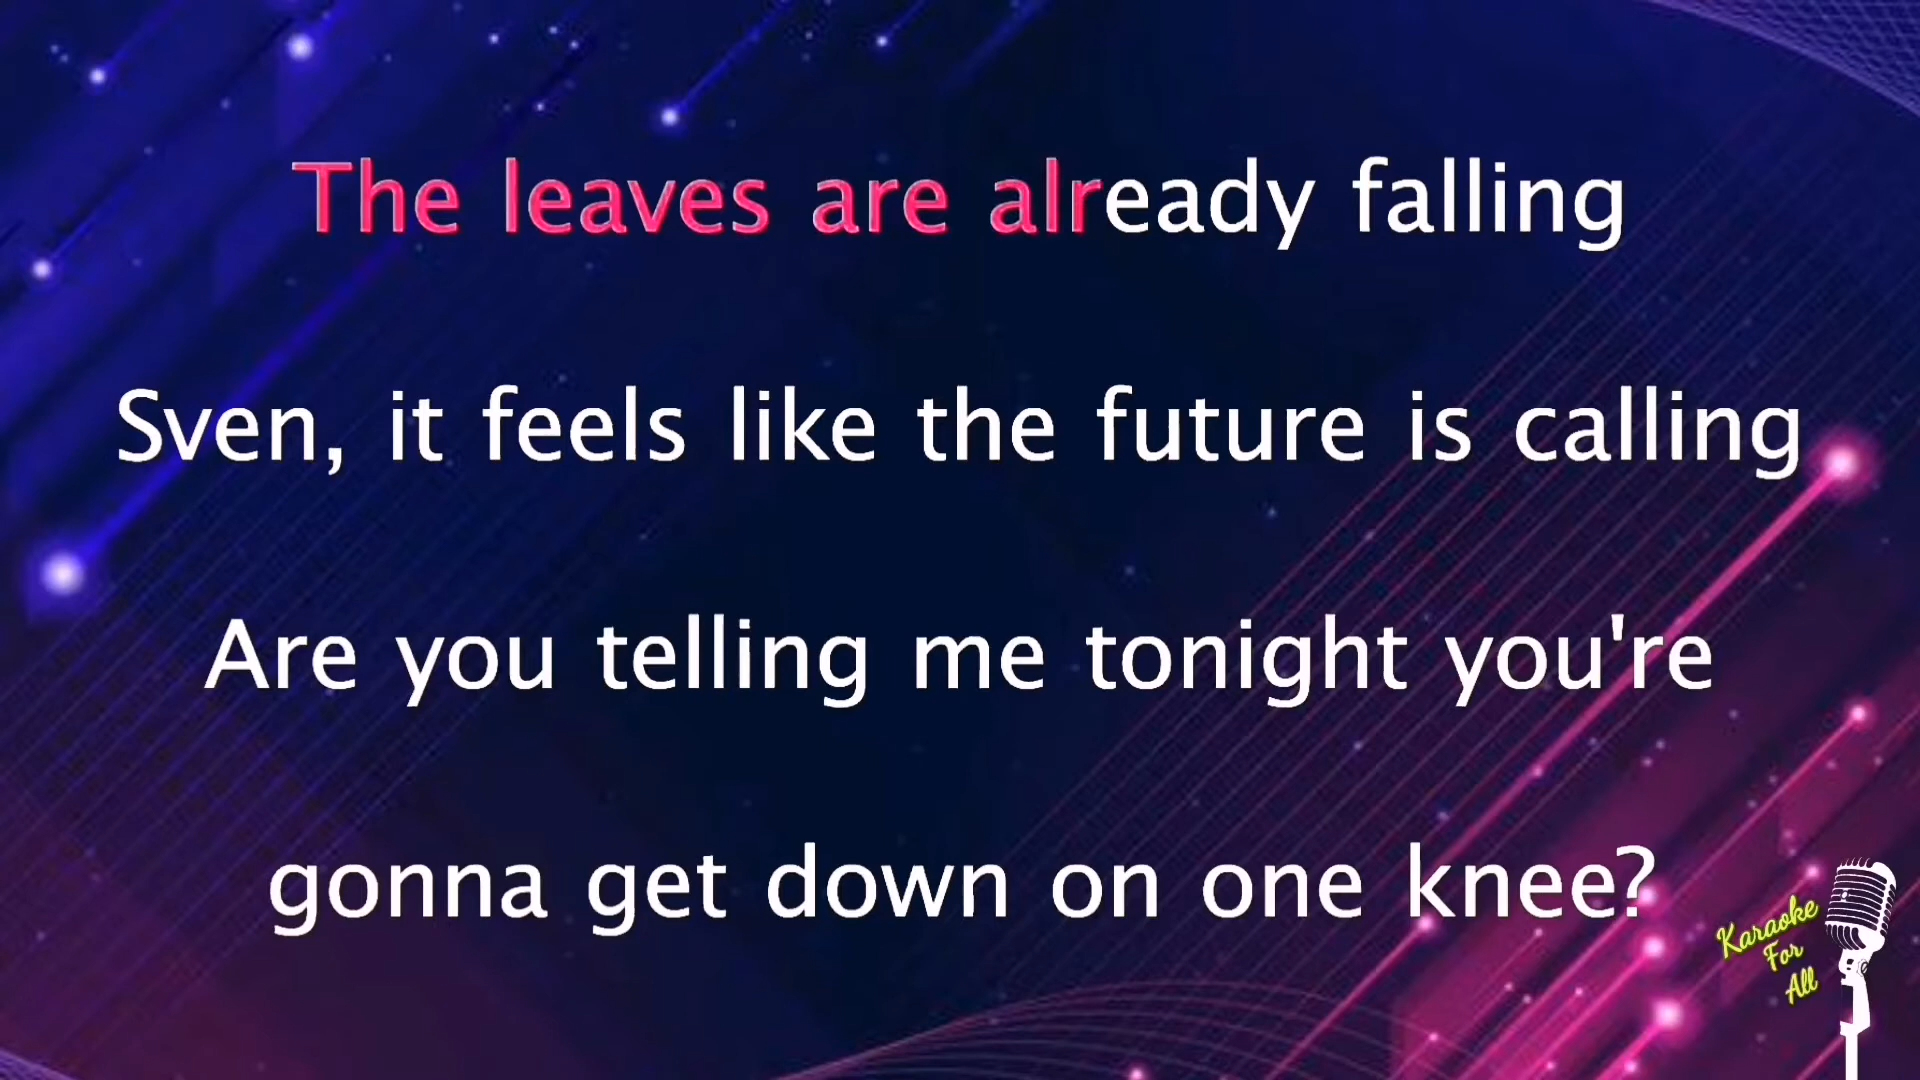 The leaves are already falling
Sven, it feels like the future is calling
Are you telling me tonight you're
gonna get down on one knee?
Karaoke
For
All